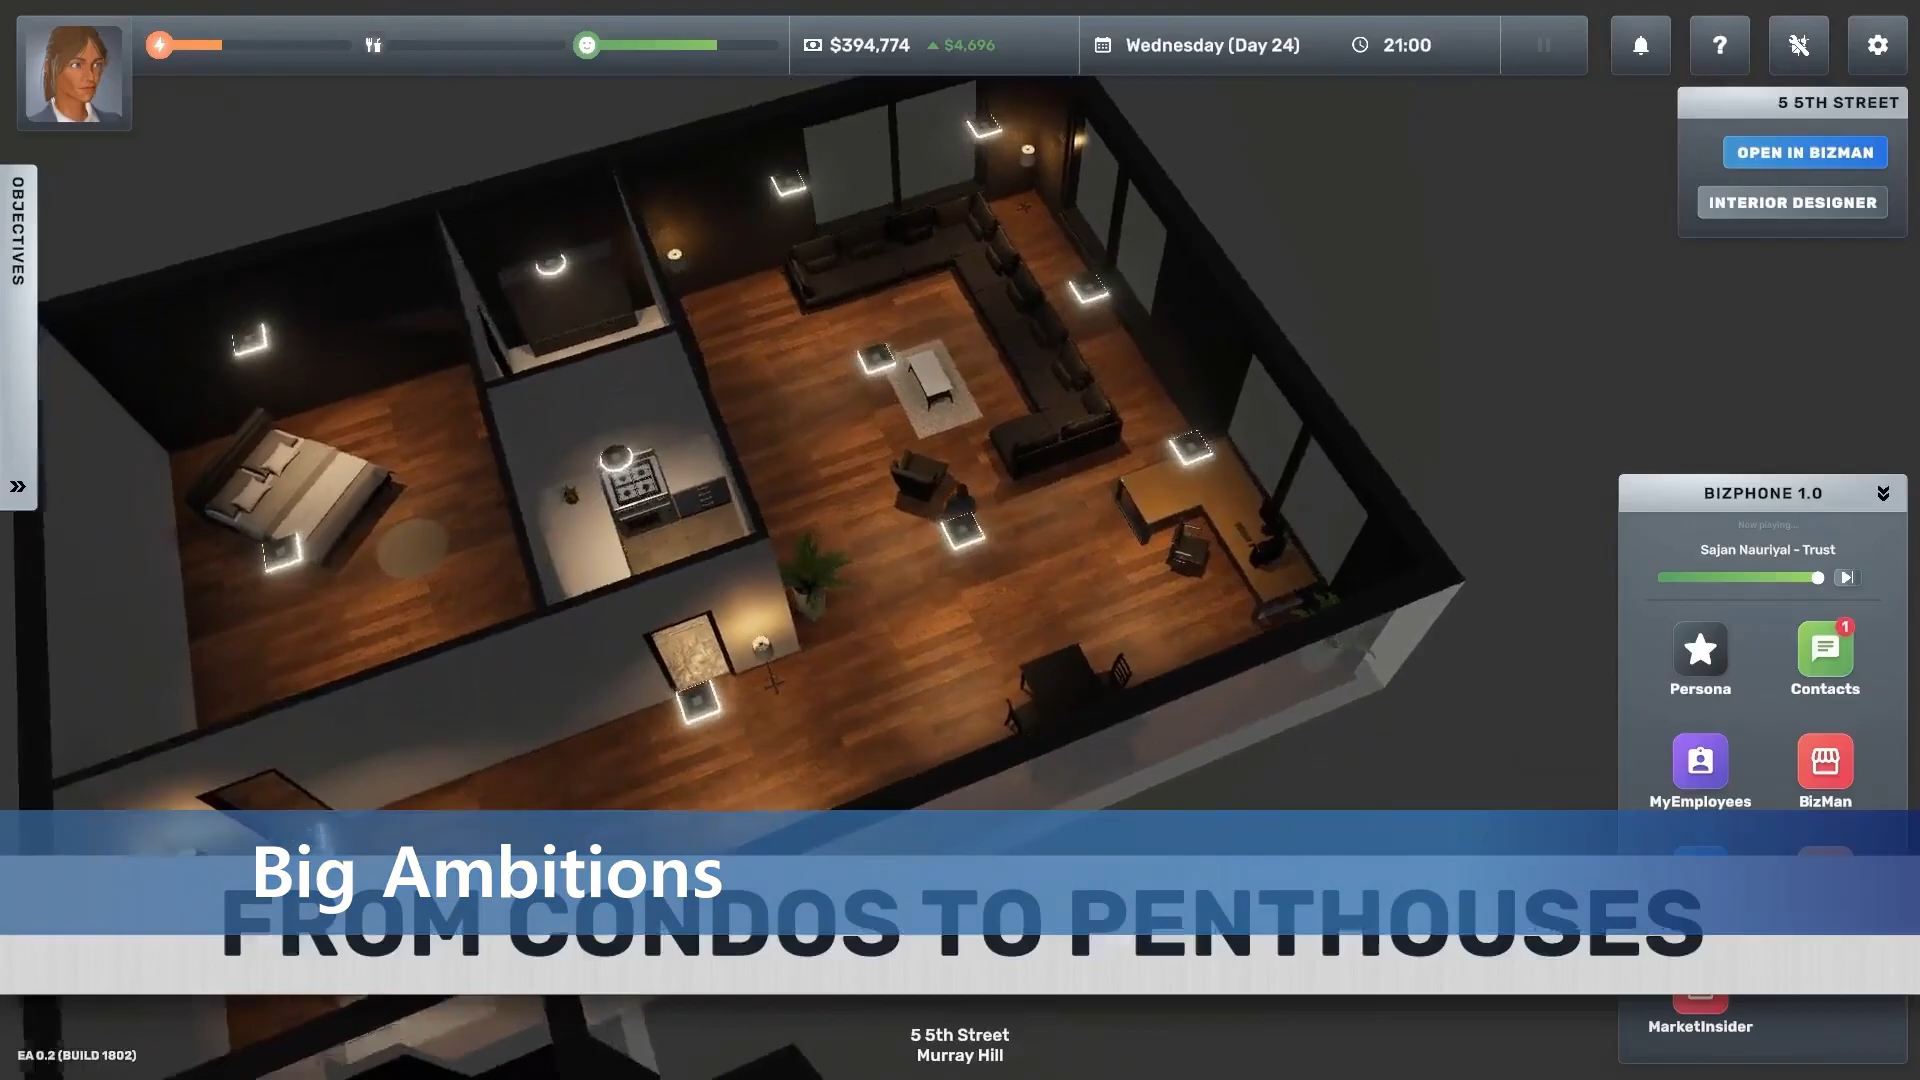 $394,774
$4,696
Wednesday (Day 24)
21:00
?
5 5TH STREET
OPEN IN BIZMAN
INTERIOR DESIGNER
OBJECTIVES
BIZPHONE 1.0
Now playing...
Sajan Nauriyal - Trust
1
Persona
Contacts
MyEmployees
BizMan
Big Ambitions
FROM CONDOS TO PENTHOUSES
MarketInsider
5 5th Street
Murray Hill
EA 0.2 (BUILD 1802)